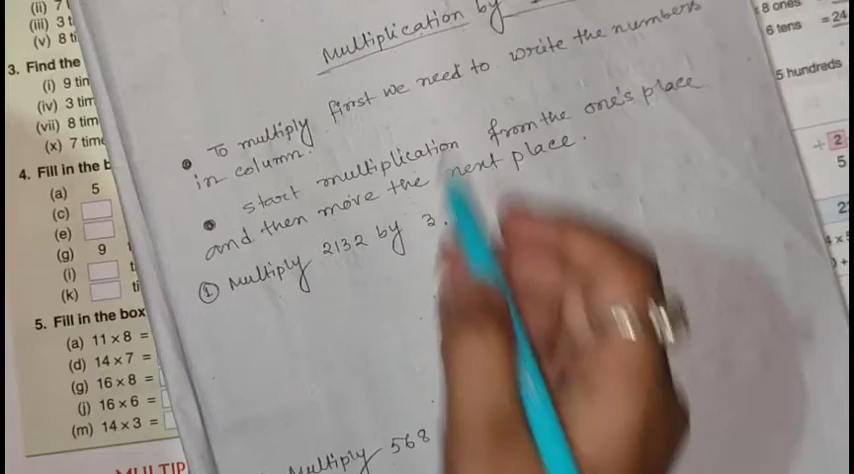 (ii) 7
(iii) 3 t
(v) 8 ti
3. Find the
(i) 9 tin
(iv) 3 tim
(vii) 8 tim
(x) 7 time
4. Fill in the b
(a) 5
(c)
(e)
(g) 9
(i) t
(k) ti
5. Fill in the box
(a) 11 × 8 =
(d) 14 × 7 =
(g) 16 × 8 =
(j) 16 × 6 =
(m) 14 × 3 =
MULTIP
Multiplication by
• To multiply first we need to write the numbers
in column.
• start multiplication from the one's place
and then move the next place.
① Multiply 2132 by 3.
Multiply 568
8 ones
6 tens = 24
5 hundreds
+ 2
5
2
4 ×